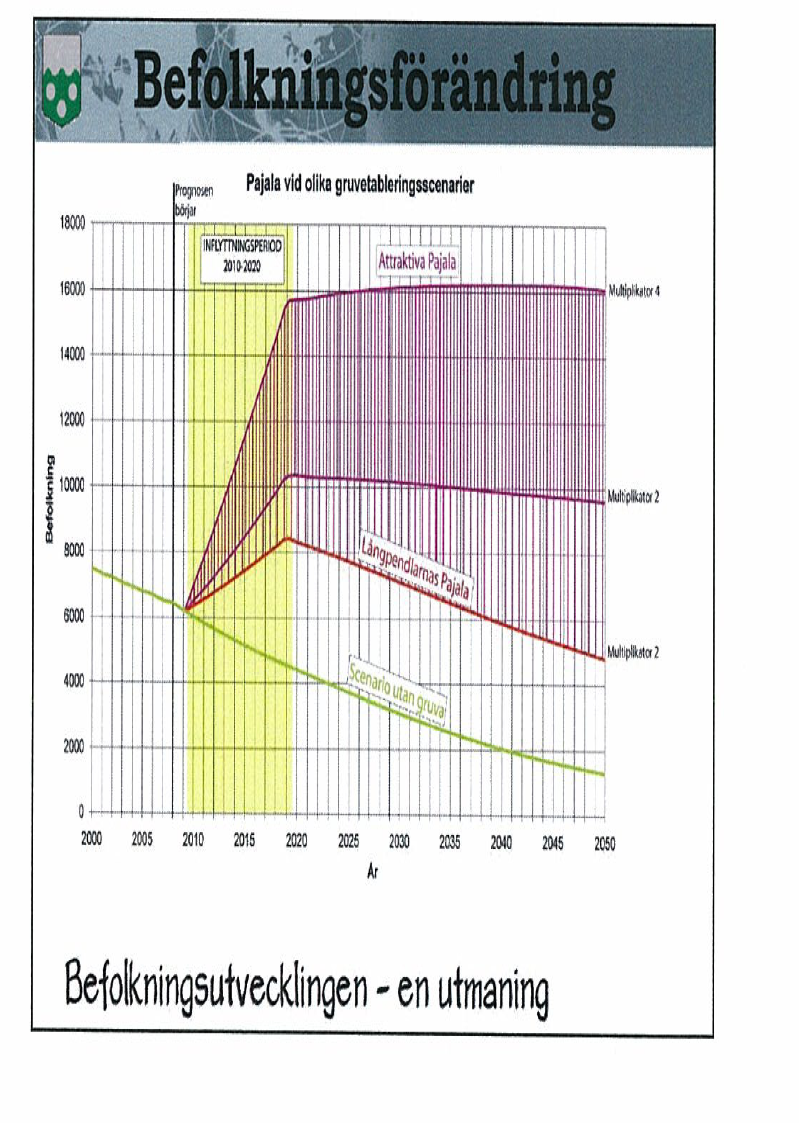 Befolkningsförändring
Pajala vid olika gruvetableringsscenarier
Prognosen
börjar
18000
16000
14000
12000
10000
8000
6000
4000
2000
0
Befolkning
INFLYTTNINGSPERIOD
2010-2020
Attraktiva Pajala
Multiplikator 4
Multiplikator 2
Långpendlarnas Pajala
Multiplikator 2
Scenario utan gruva
2000 2005 2010 2015 2020 2025 2030 2035 2040 2045 2050
År
Befolkningsutvecklingen - en utmaning